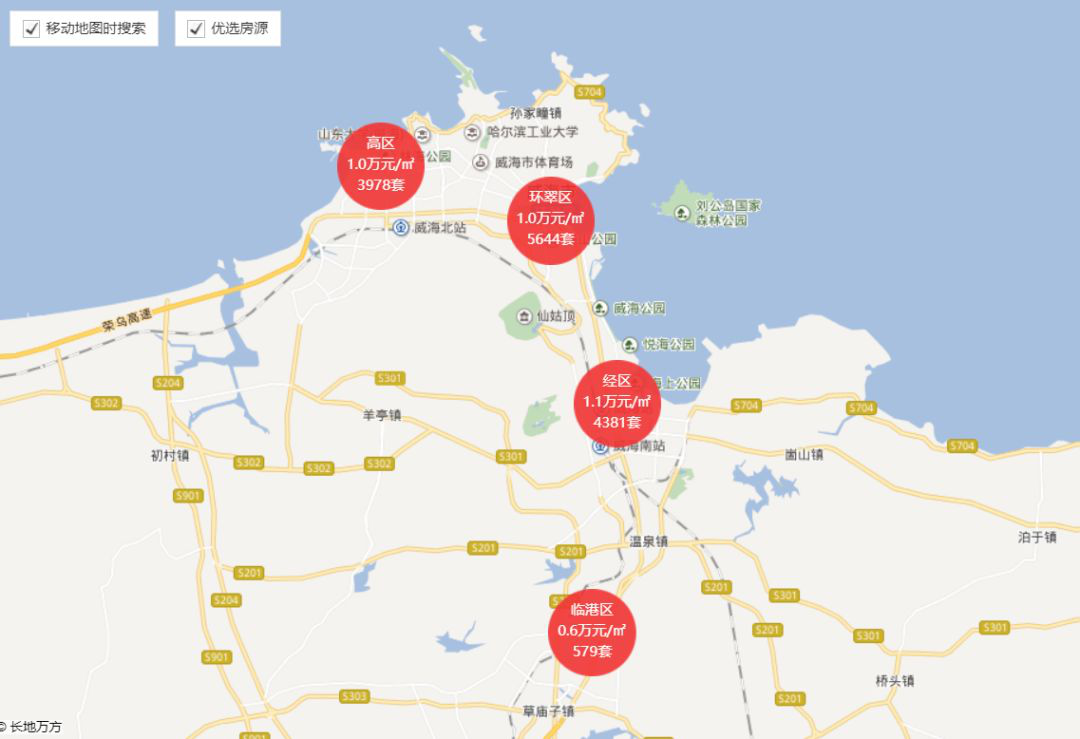 移动地图时搜索
优选房源
S704
孙家疃镇
哈尔滨工业大学
山东大
公园
威海市体育场
高区
1.0万元/㎡
3978套
环翠区
1.0万元/㎡
5644套
公园
刘公岛国家
森林公园
威海北站
荣乌高速
仙姑顶
威海公园
悦海公园
海上公园
经区
1.1万元/㎡
4381套
威海南站
S204
S301
S302
羊亭镇
S704
S704
S704
初村镇
S302
S302
S302
S301
崮山镇
S901
泊于镇
S201
S201
温泉镇
S201
S204
S201
S301
临港区
0.6万元/㎡
579套
S201
S301
S301
S901
桥头镇
S303
S201
草庙子镇
S901
© 长地万方